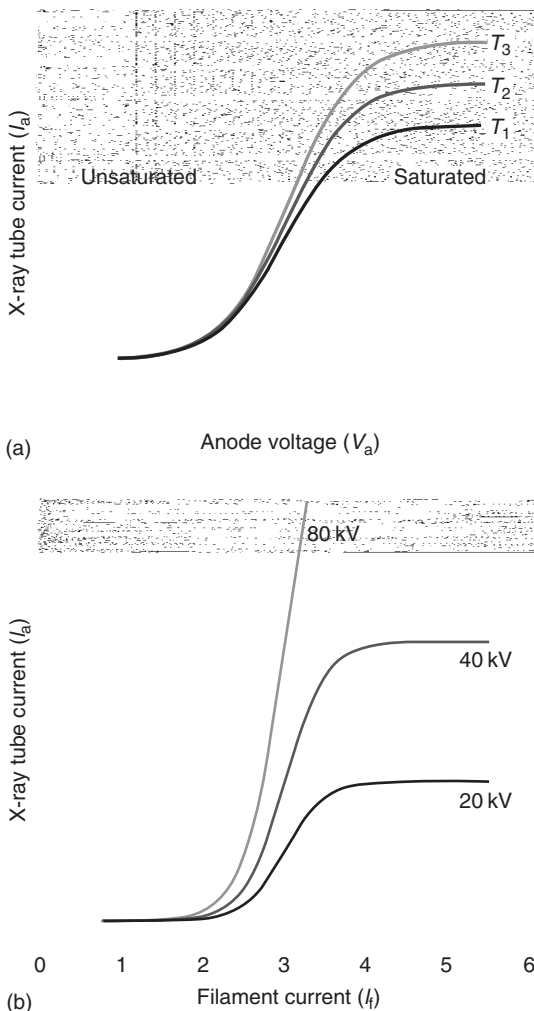 T3
T2
T1
Unsaturated Saturated
X-ray tube current (Ia)
(a) Anode voltage (Va)
80 kV
40 kV
20 kV
X-ray tube current (Ia)
0 1 2 3 4 5 6
(b) Filament current (If)